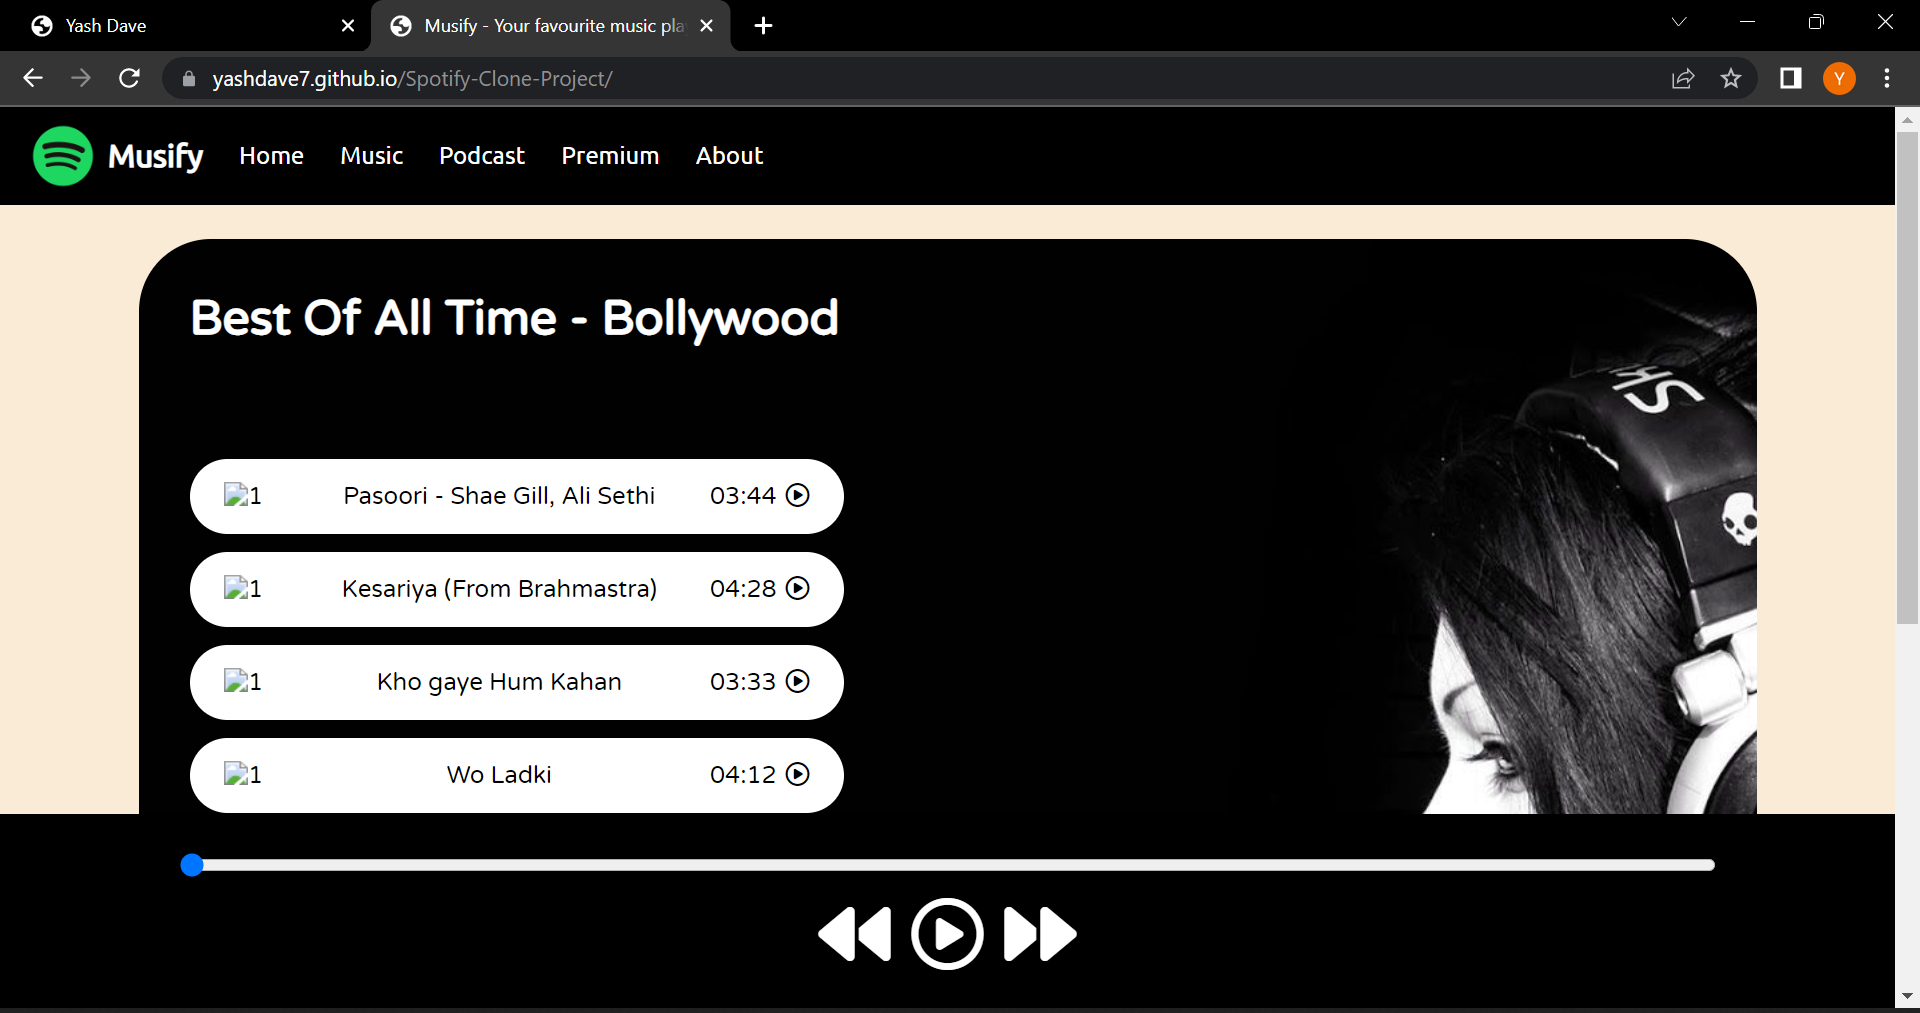 Yash Dave
Musify - Your favourite music pla
yashdave7.github.io/Spotify-Clone-Project/
Y
Musify Home Music Podcast Premium About
Best Of All Time - Bollywood
SK
HS
1 Pasoori - Shae Gill, Ali Sethi 03:44
1 Kesariya (From Brahmastra) 04:28
1 Kho gaye Hum Kahan 03:33
1 Wo Ladki 04:12